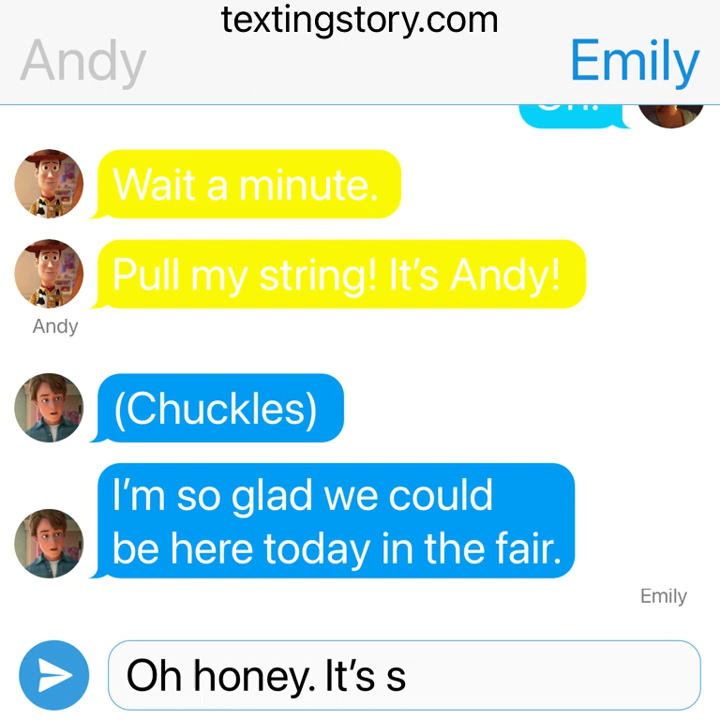 textingstory.com
Andy
Emily
Wait a minute.
Pull my string! It's Andy!
Andy
(Chuckles)
I'm so glad we could
be here today in the fair.
Emily
Oh honey. It's s